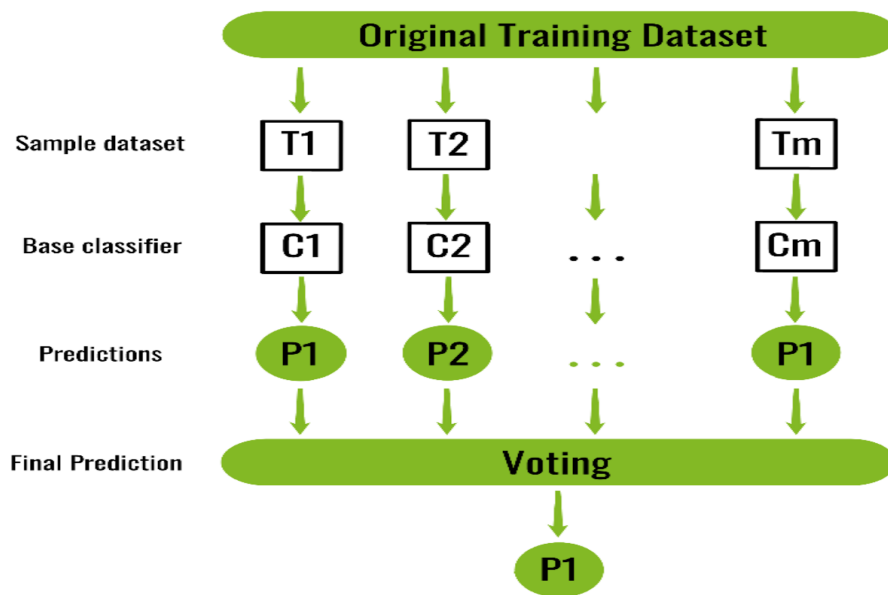 Original Training Dataset
Sample dataset T1 T2 Tm
Base classifier C1 C2 ... Cm
Predictions P1 P2 ... P1
Final Prediction Voting
P1